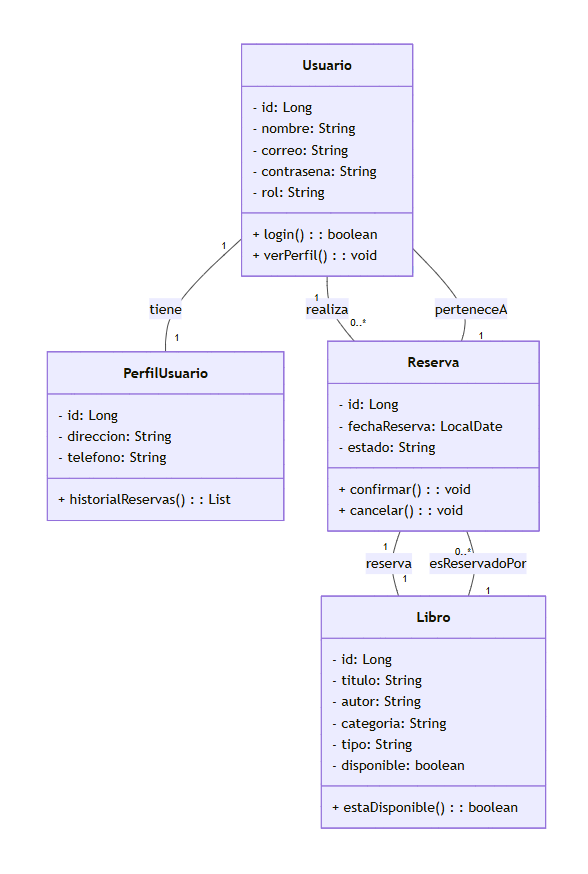 Usuario
- id: Long
- nombre: String
- correo: String
- contrasena: String
- rol: String
+ login() : : boolean
+ verPerfil() : : void
1
tiene
1
1
realiza
0..*
perteneceA
1
PerfilUsuario
- id: Long
- direccion: String
- telefono: String
+ historialReservas() : : List
Reserva
- id: Long
- fechaReserva: LocalDate
- estado: String
+ confirmar() : : void
+ cancelar() : : void
1
reserva
1
0..*
esReservadoPor
1
Libro
- id: Long
- titulo: String
- autor: String
- categoria: String
- tipo: String
- disponible: boolean
+ estaDisponible() : : boolean